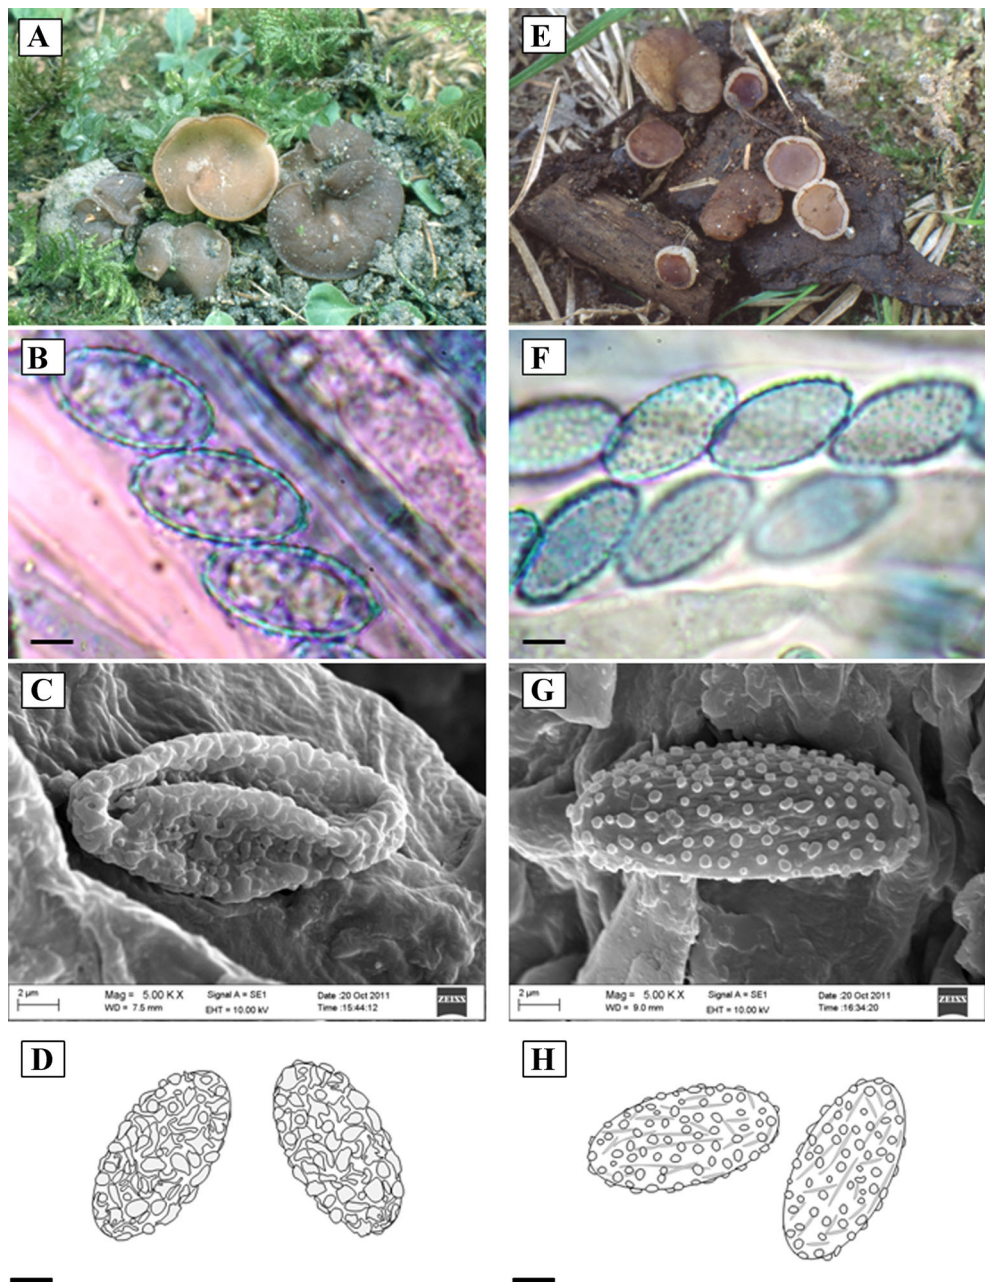 A
E
B
F
C
G
2 µm
Mag = 5.00 K X
WD = 7.5 mm
Signal A = SE1
EHT = 10.00 kV
Date :20 Oct 2011
Time :15:44:12
ZEISS
2 µm
Mag = 5.00 K X
WD = 9.0 mm
Signal A = SE1
EHT = 10.00 kV
Date :20 Oct 2011
Time :16:34:20
ZEISS
D
H